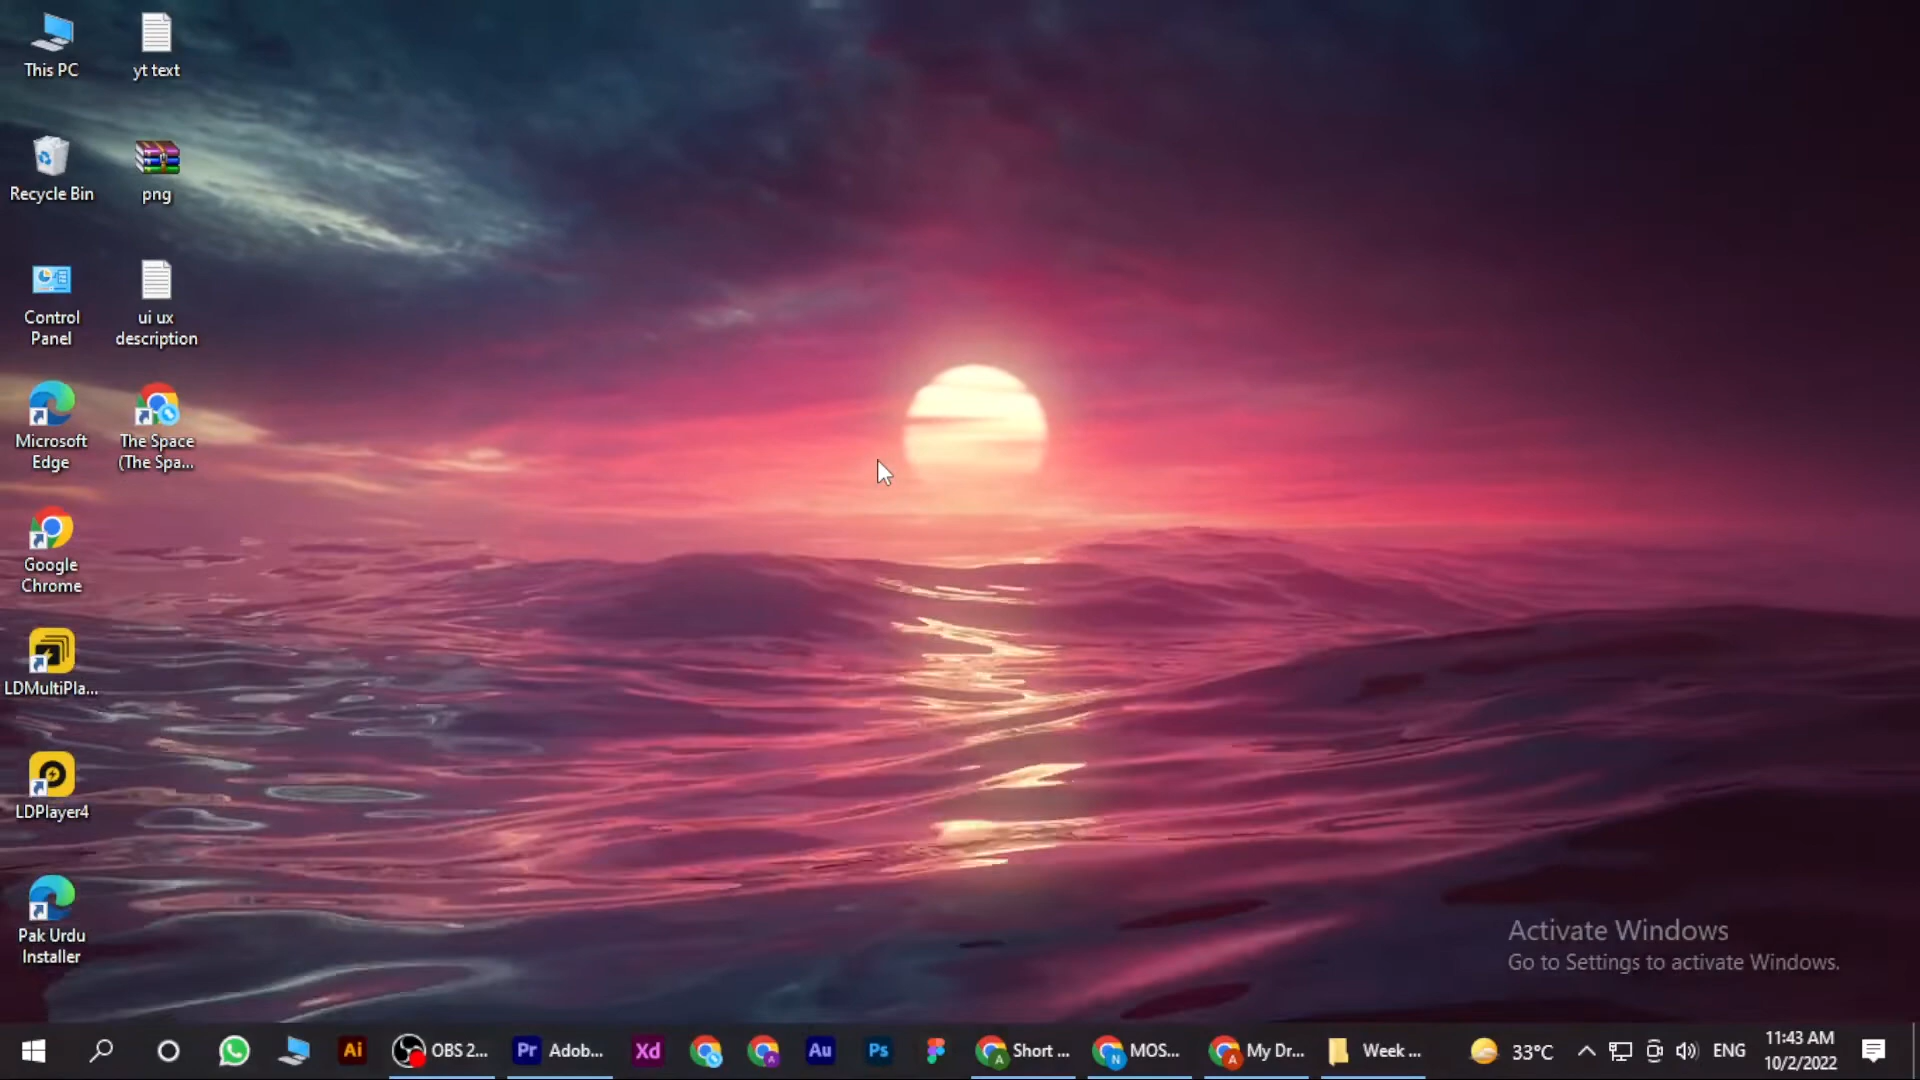 This PC
yt text
Recycle Bin
png
Control
Panel
ui ux
description
Microsoft
Edge
The Space
(The Spa...
Google
Chrome
LDMultiPla...
LDPlayer4
Pak Urdu
Installer
Activate Windows
Go to Settings to activate Windows.
Ai
OBS 2...
Pr
Adob...
Xd
A
Au
Ps
A
Short ...
N
MOS...
A
My Dr...
Week ...
33°C
ENG
11:43 AM
10/2/2022